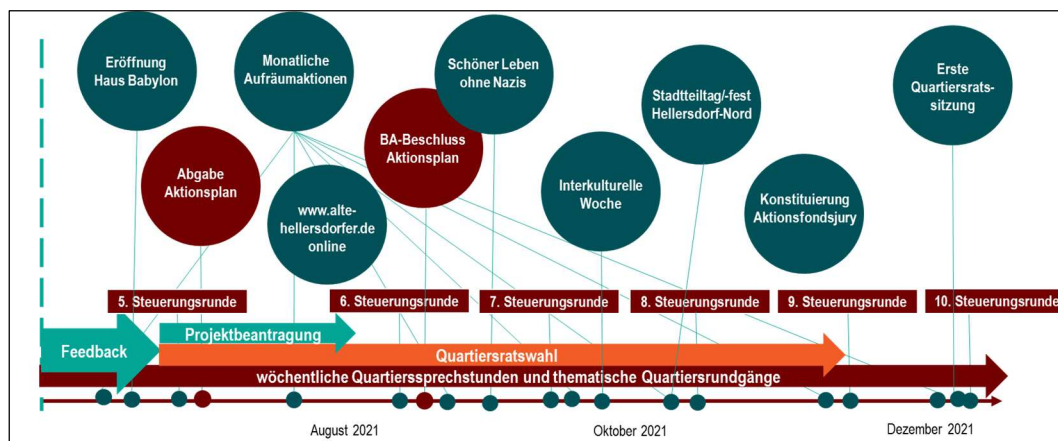 Eröffnung
Haus Babylon
Monatliche
Aufräumaktionen
Schöner Leben
ohne Nazis
Stadtteiltag/-fest
Hellersdorf-Nord
Erste
Quartiersrats-
sitzung
Abgabe
Aktionsplan
www.alte-
hellersdorfer.de
online
BA-Beschluss
Aktionsplan
Interkulturelle
Woche
Konstituierung
Aktionsfondsjury
5. Steuerungsrunde
6. Steuerungsrunde
7. Steuerungsrunde
8. Steuerungsrunde
9. Steuerungsrunde
10. Steuerungsrunde
Feedback
Projektbeantragung
Quartiersratswahl
wöchentliche Quartierssprechstunden und thematische Quartiersrundgänge
August 2021
Oktober 2021
Dezember 2021